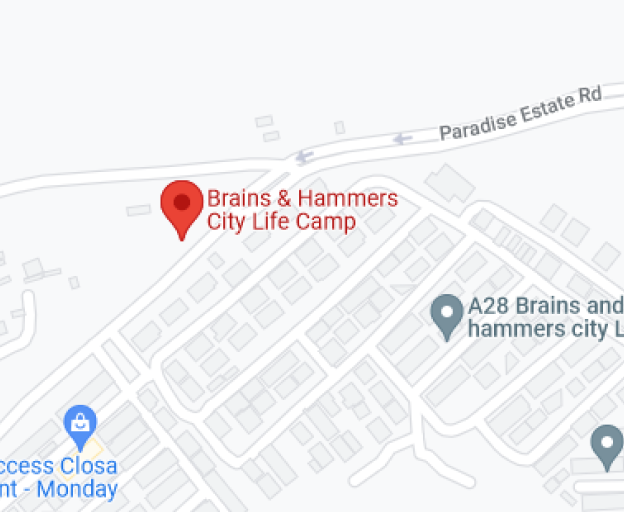 Paradise Estate Rd
Brains & Hammers
City Life Camp
A28 Brains and
hammers city L
ccess Closa
nt - Monday